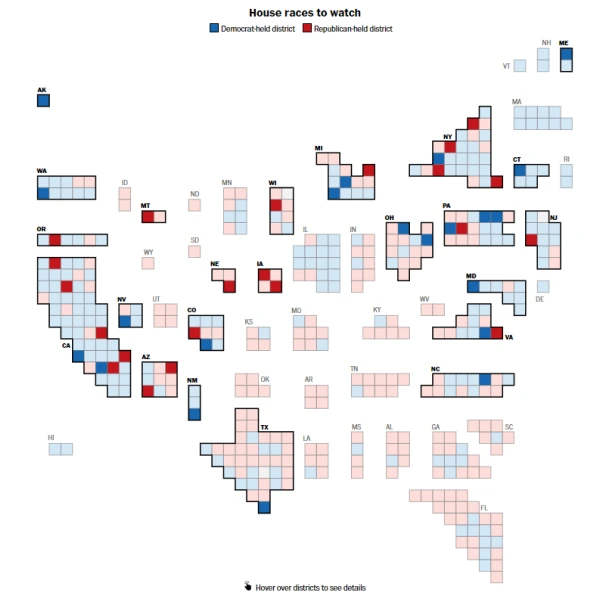 House races to watch
Democrat-held district Republican-held district
NH ME
VT
AK
MA
NY
MI
CT RI
WA
ID MN WI
ND
MT
OH PA NJ
OR
IL IN
SD
WY
NE IA
MD
DE
NV UT
CO MO KY WV
KS
VA
CA
AZ
TN NC
NM
OK AR
TX MS AL GA SC
HI
LA
FL
Hover over districts to see details